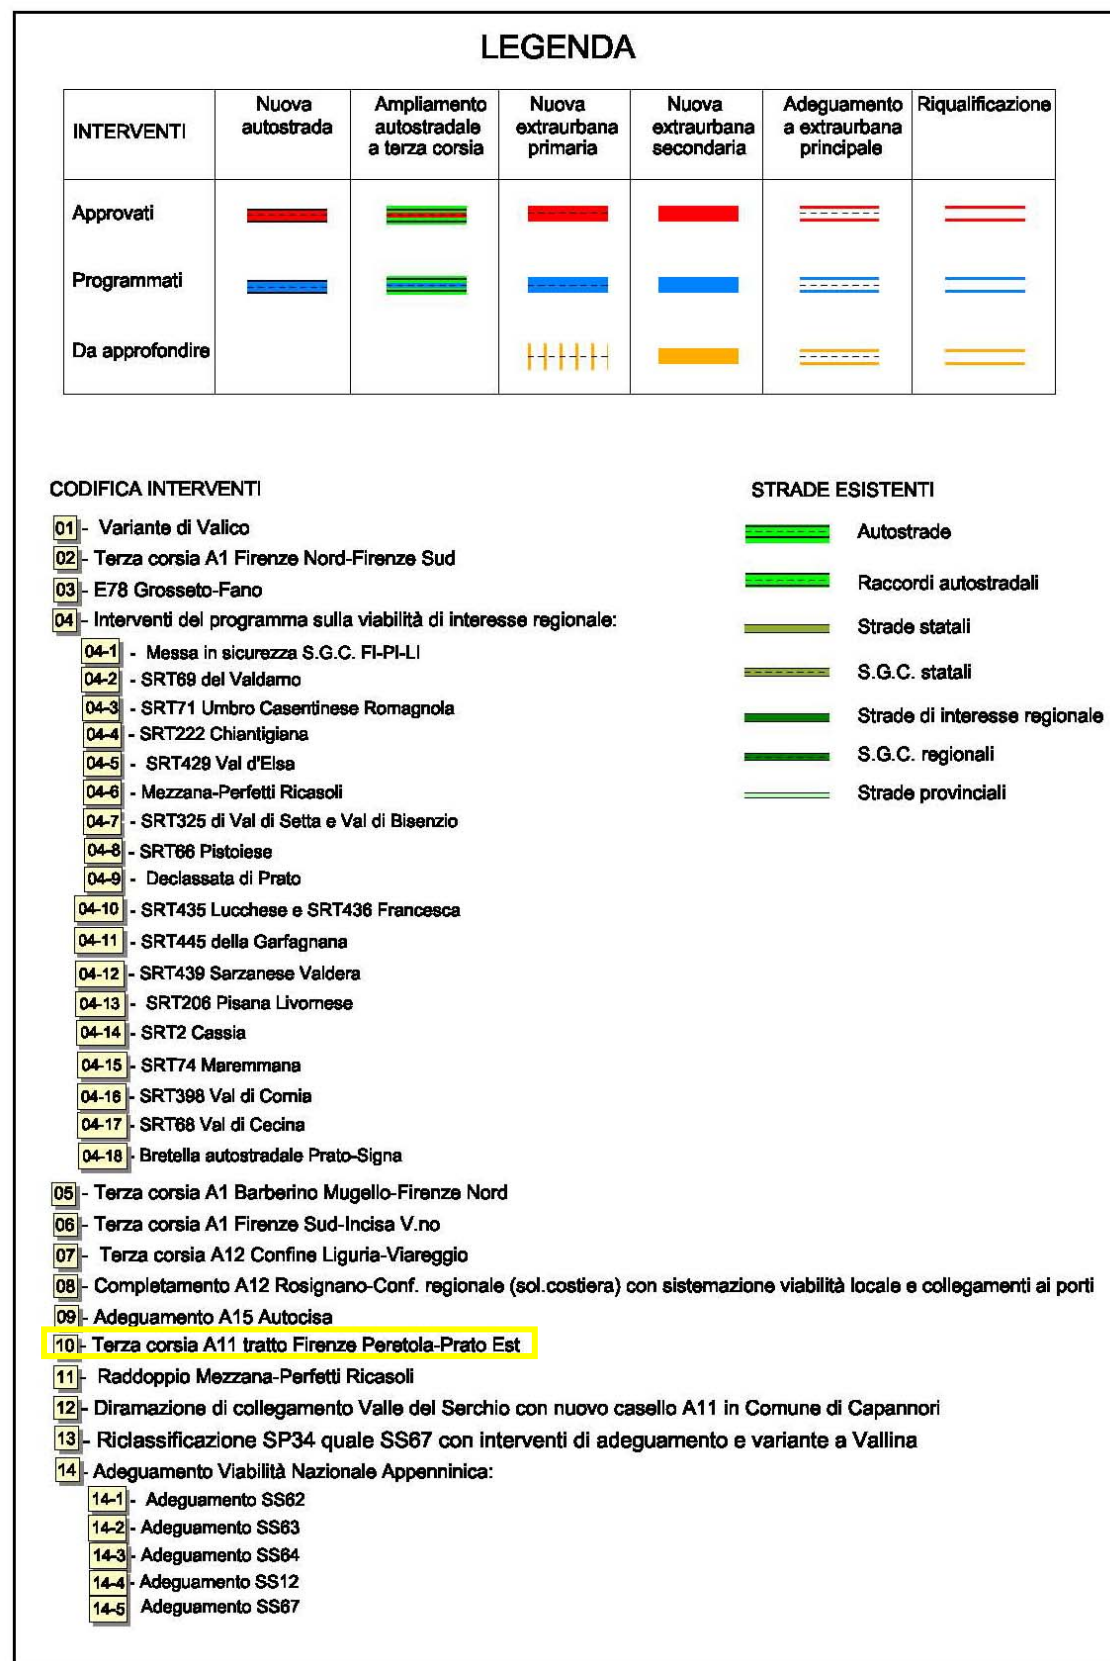 LEGENDA
INTERVENTI
Nuova autostrada
Ampliamento autostradale a terza corsia
Nuova extraurbana primaria
Nuova extraurbana secondaria
Adeguamento a extraurbana principale
Riqualificazione
Approvati
Programmati
Da approfondire
CODIFICA INTERVENTI
01 - Variante di Valico
02 - Terza corsia A1 Firenze Nord-Firenze Sud
03 - E78 Grosseto-Fano
04 - Interventi del programma sulla viabilità di interesse regionale:
04-1 - Messa in sicurezza S.G.C. FI-PI-LI
04-2 - SRT69 del Valdarno
04-3 - SRT71 Umbro Casentinese Romagnola
04-4 - SRT222 Chiantigiana
04-5 - SRT429 Val d'Elsa
04-6 - Mezzana-Perfetti Ricasoli
04-7 - SRT325 di Val di Setta e Val di Bisenzio
04-8 - SRT66 Pistoiese
04-9 - Declassata di Prato
04-10 - SRT435 Lucchese e SRT436 Francesca
04-11 - SRT445 della Garfagnana
04-12 - SRT439 Sarzanese Valdera
04-13 - SRT206 Pisana Livornese
04-14 - SRT2 Cassia
04-15 - SRT74 Maremmana
04-16 - SRT398 Val di Cornia
04-17 - SRT68 Val di Cecina
04-18 - Bretella autostradale Prato-Signa
05 - Terza corsia A1 Barberino Mugello-Firenze Nord
06 - Terza corsia A1 Firenze Sud-Incisa V.no
07 - Terza corsia A12 Confine Liguria-Viareggio
08 - Completamento A12 Rosignano-Conf. regionale (sol.costiera) con sistemazione viabilità locale e collegamenti ai porti
09 - Adeguamento A15 Autocisa
10 - Terza corsia A11 tratto Firenze Peretola-Prato Est
11 - Raddoppio Mezzana-Perfetti Ricasoli
12 - Diramazione di collegamento Valle del Serchio con nuovo casello A11 in Comune di Capannori
13 - Riclassificazione SP34 quale SS67 con interventi di adeguamento e variante a Vallina
14 - Adeguamento Viabilità Nazionale Appenninica:
14-1 - Adeguamento SS62
14-2 - Adeguamento SS63
14-3 - Adeguamento SS64
14-4 - Adeguamento SS12
14-5 Adeguamento SS67
STRADE ESISTENTI
Autostrade
Raccordi autostradali
Strade statali
S.G.C. statali
Strade di interesse regionale
S.G.C. regionali
Strade provinciali